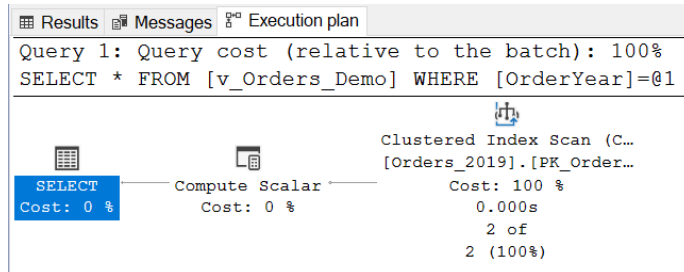 Results Messages Execution plan
Query 1: Query cost (relative to the batch): 100%
SELECT * FROM [v_Orders_Demo] WHERE [OrderYear]=@1
SELECT
Cost: 0 %
Compute Scalar
Cost: 0 %
Clustered Index Scan (C…
[Orders_2019].[PK_Order…
Cost: 100 %
0.000s
2 of
2 (100%)